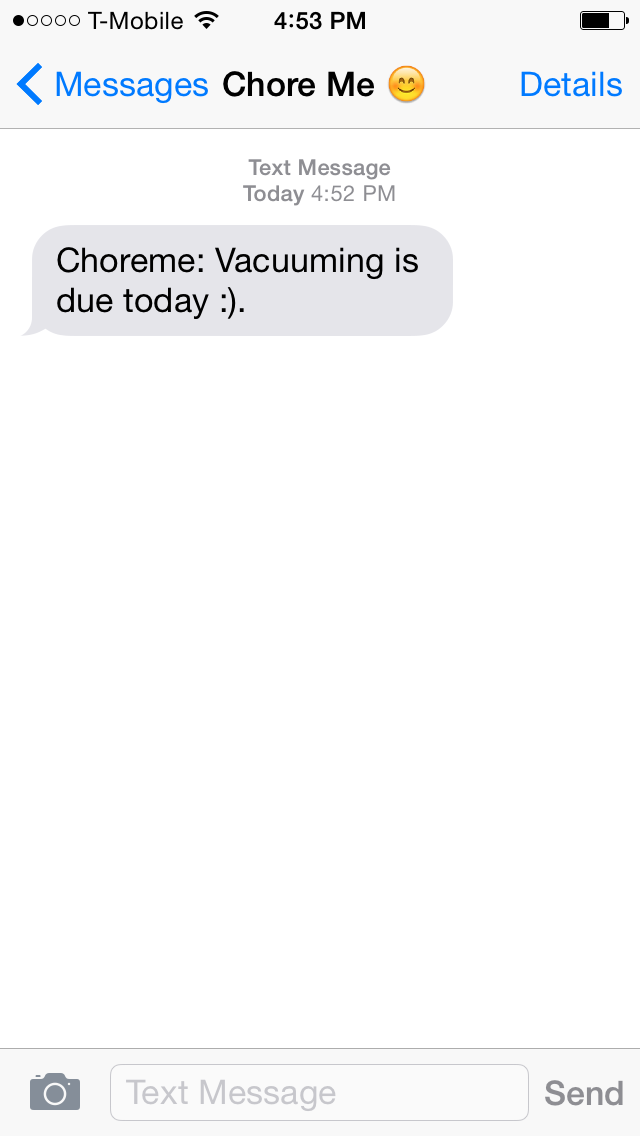 T-Mobile 4:53 PM
Messages Chore Me 😊 Details
Text Message
Today 4:52 PM
Choreme: Vacuuming is
due today :).
Text Message Send